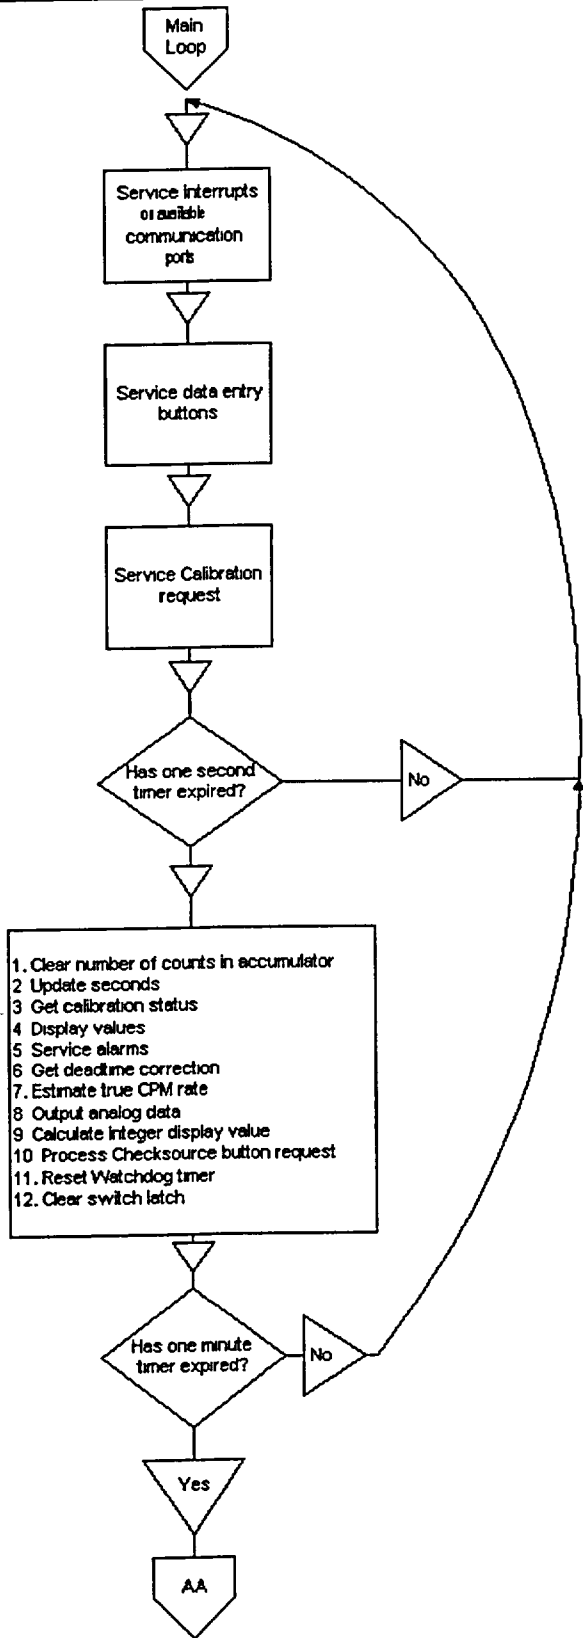 Main
Loop
Service interrupts
or available
communication
ports
Service data entry
buttons
Service Calibration
request
Has one second
timer expired?
No
1. Clear number of counts in accumulator
2 Update seconds
3 Get calibration status
4 Display values
5 Service alarms
6 Get deadtime correction
7. Estimate true CPM rate
8 Output analog data
9 Calculate integer display value
10 Process Checksource button request
11. Reset Watchdog timer
12. Clear switch latch
Has one minute
timer expired?
No
Yes
AA